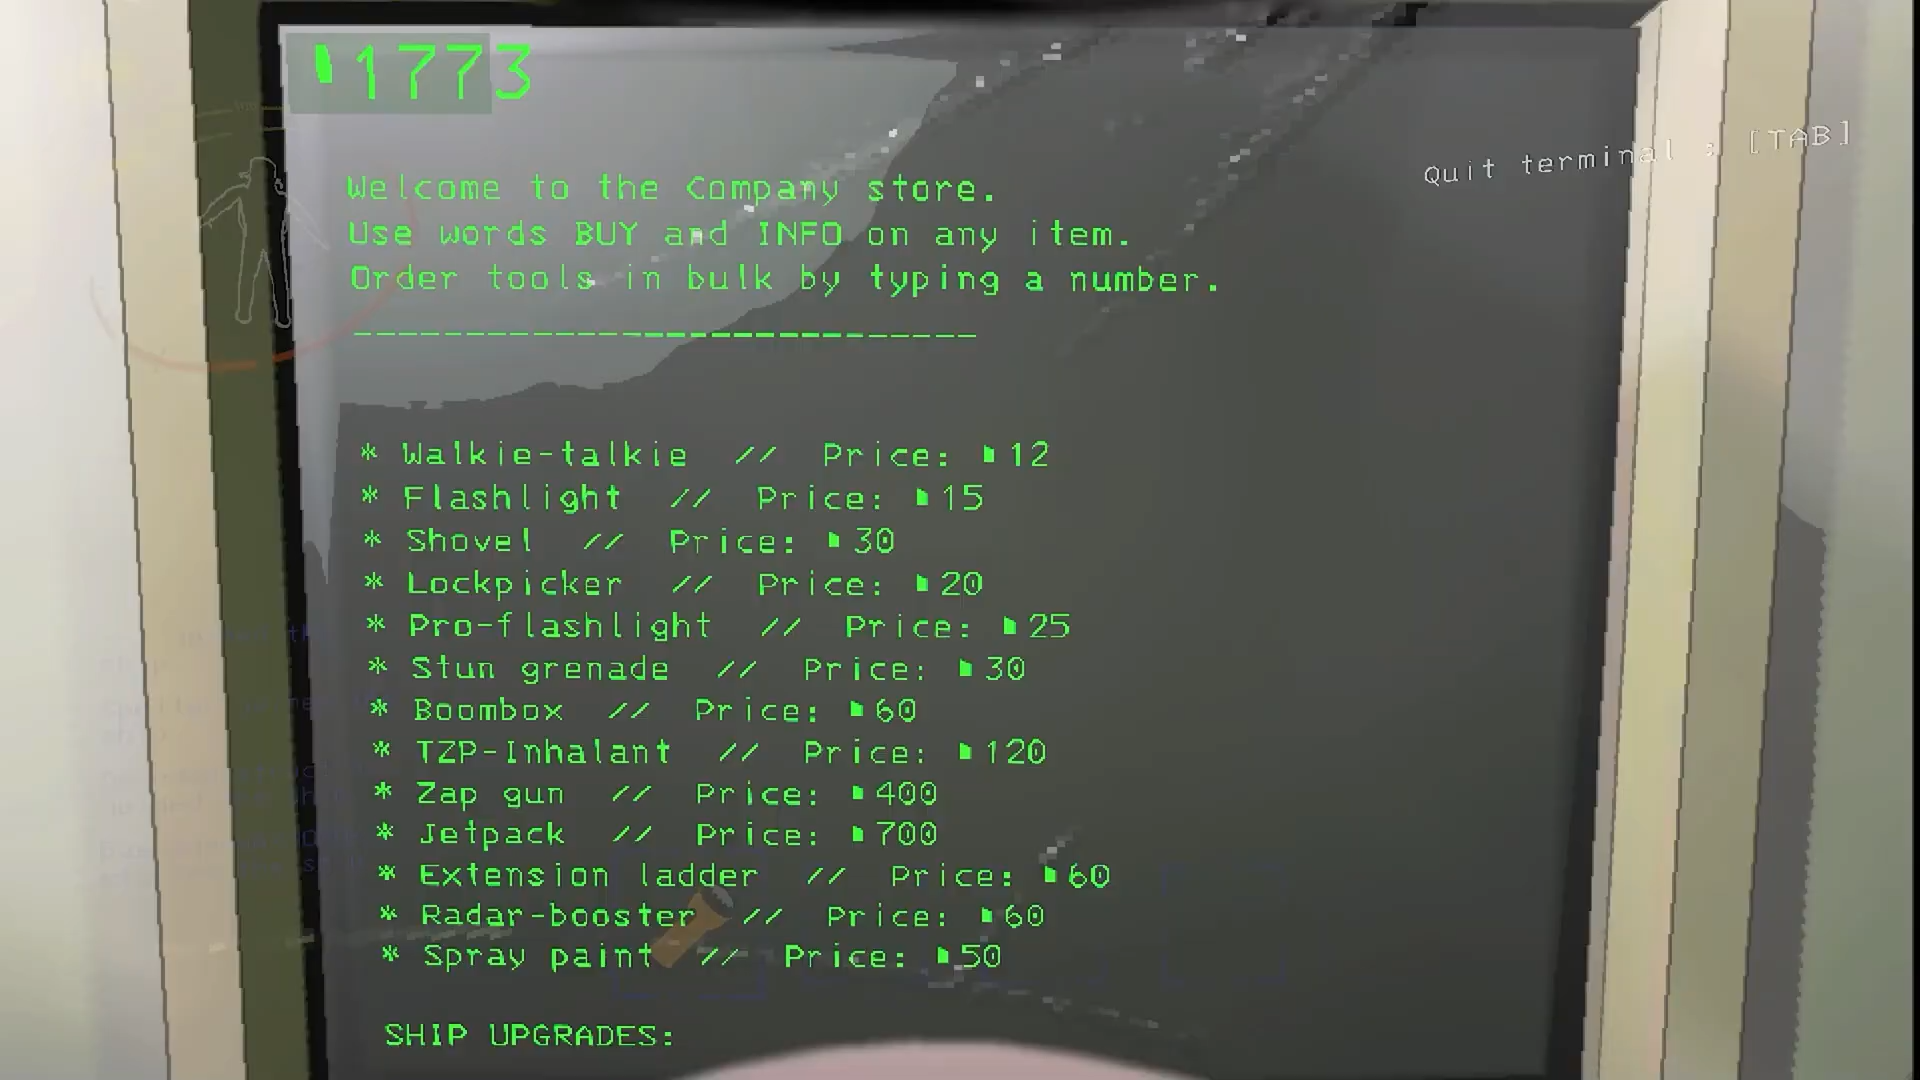 1773
Quit terminal : [TAB]
Welcome to the Company store.
Use words BUY and INFO on any item.
Order tools in bulk by typing a number.
----------------------------
* Walkie-talkie // Price: ▮12
* Flashlight // Price: ▮15
* Shovel // Price: ▮30
* Lockpicker // Price: ▮20
* Pro-flashlight // Price: ▮25
* Stun grenade // Price: ▮30
* Boombox // Price: ▮60
* TZP-Inhalant // Price: ▮120
* Zap gun // Price: ▮400
* Jetpack // Price: ▮700
* Extension ladder // Price: ▮60
* Radar-booster // Price: ▮60
* Spray paint // Price: ▮50
SHIP UPGRADES: